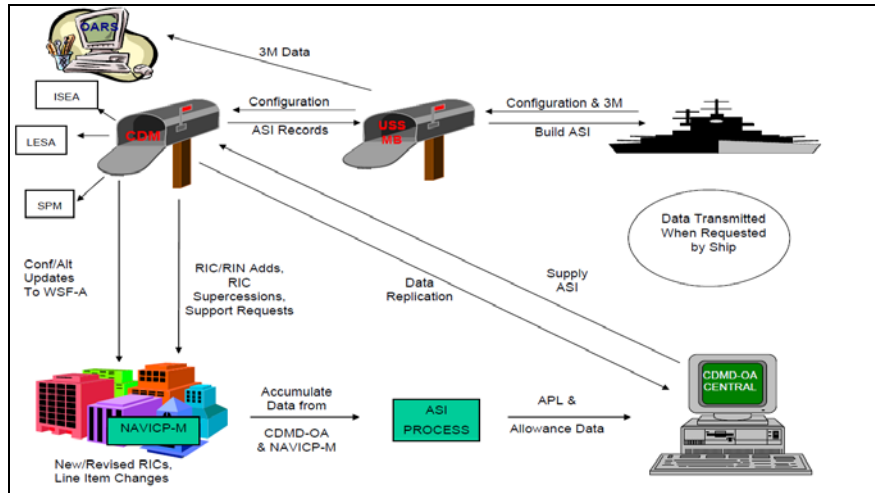 OARS
3M Data
ISEA
LESA
SPM
CDM
Configuration
ASI Records
USS
MB
Configuration & 3M
Build ASI
Data Transmitted
When Requested
by Ship
Conf/Alt
Updates
To WSF-A
RIC/RIN Adds,
RIC
Supercessions,
Support Requests
Data
Replication
Supply
ASI
NAVICP-M
New/Revised RICs,
Line Item Changes
Accumulate
Data from
CDMD-OA
& NAVICP-M
ASI
PROCESS
APL &
Allowance Data
CDMD-OA
CENTRAL